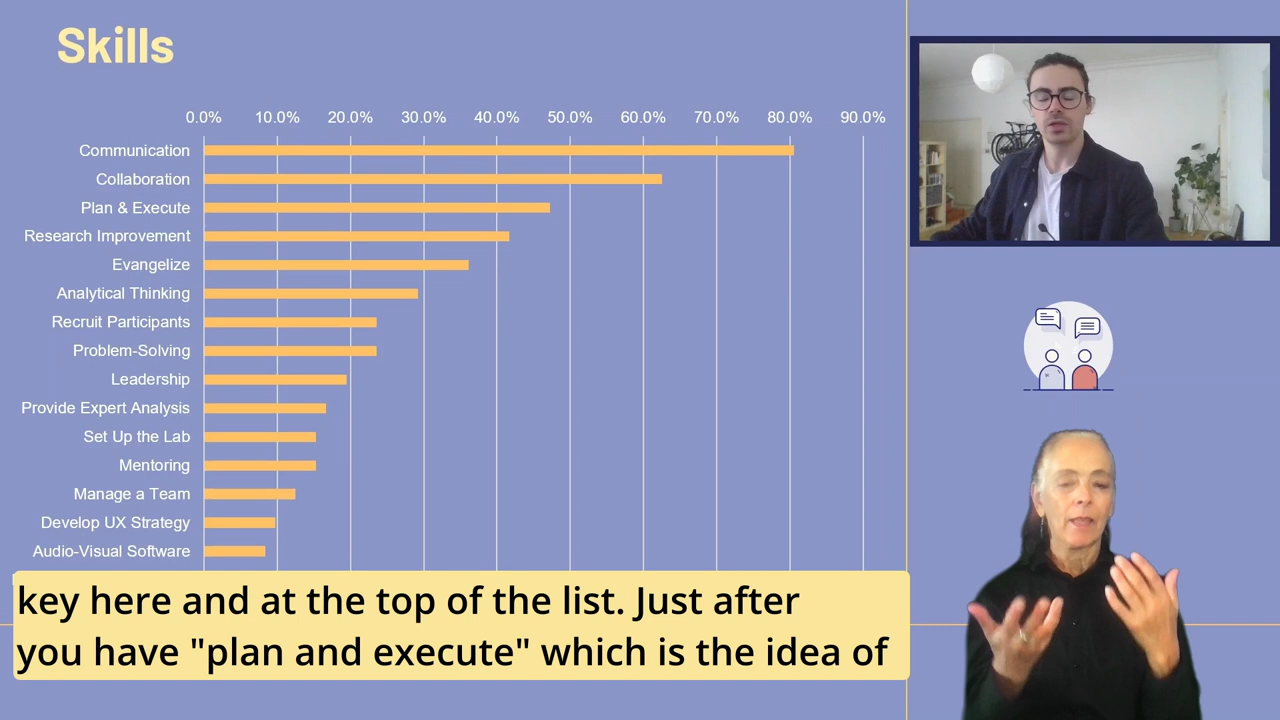 Skills
0.0% 10.0% 20.0% 30.0% 40.0% 50.0% 60.0% 70.0% 80.0% 90.0%
Communication
Collaboration
Plan & Execute
Research Improvement
Evangelize
Analytical Thinking
Recruit Participants
Problem-Solving
Leadership
Provide Expert Analysis
Set Up the Lab
Mentoring
Manage a Team
Develop UX Strategy
Audio-Visual Software
key here and at the top of the list. Just after
you have "plan and execute" which is the idea of